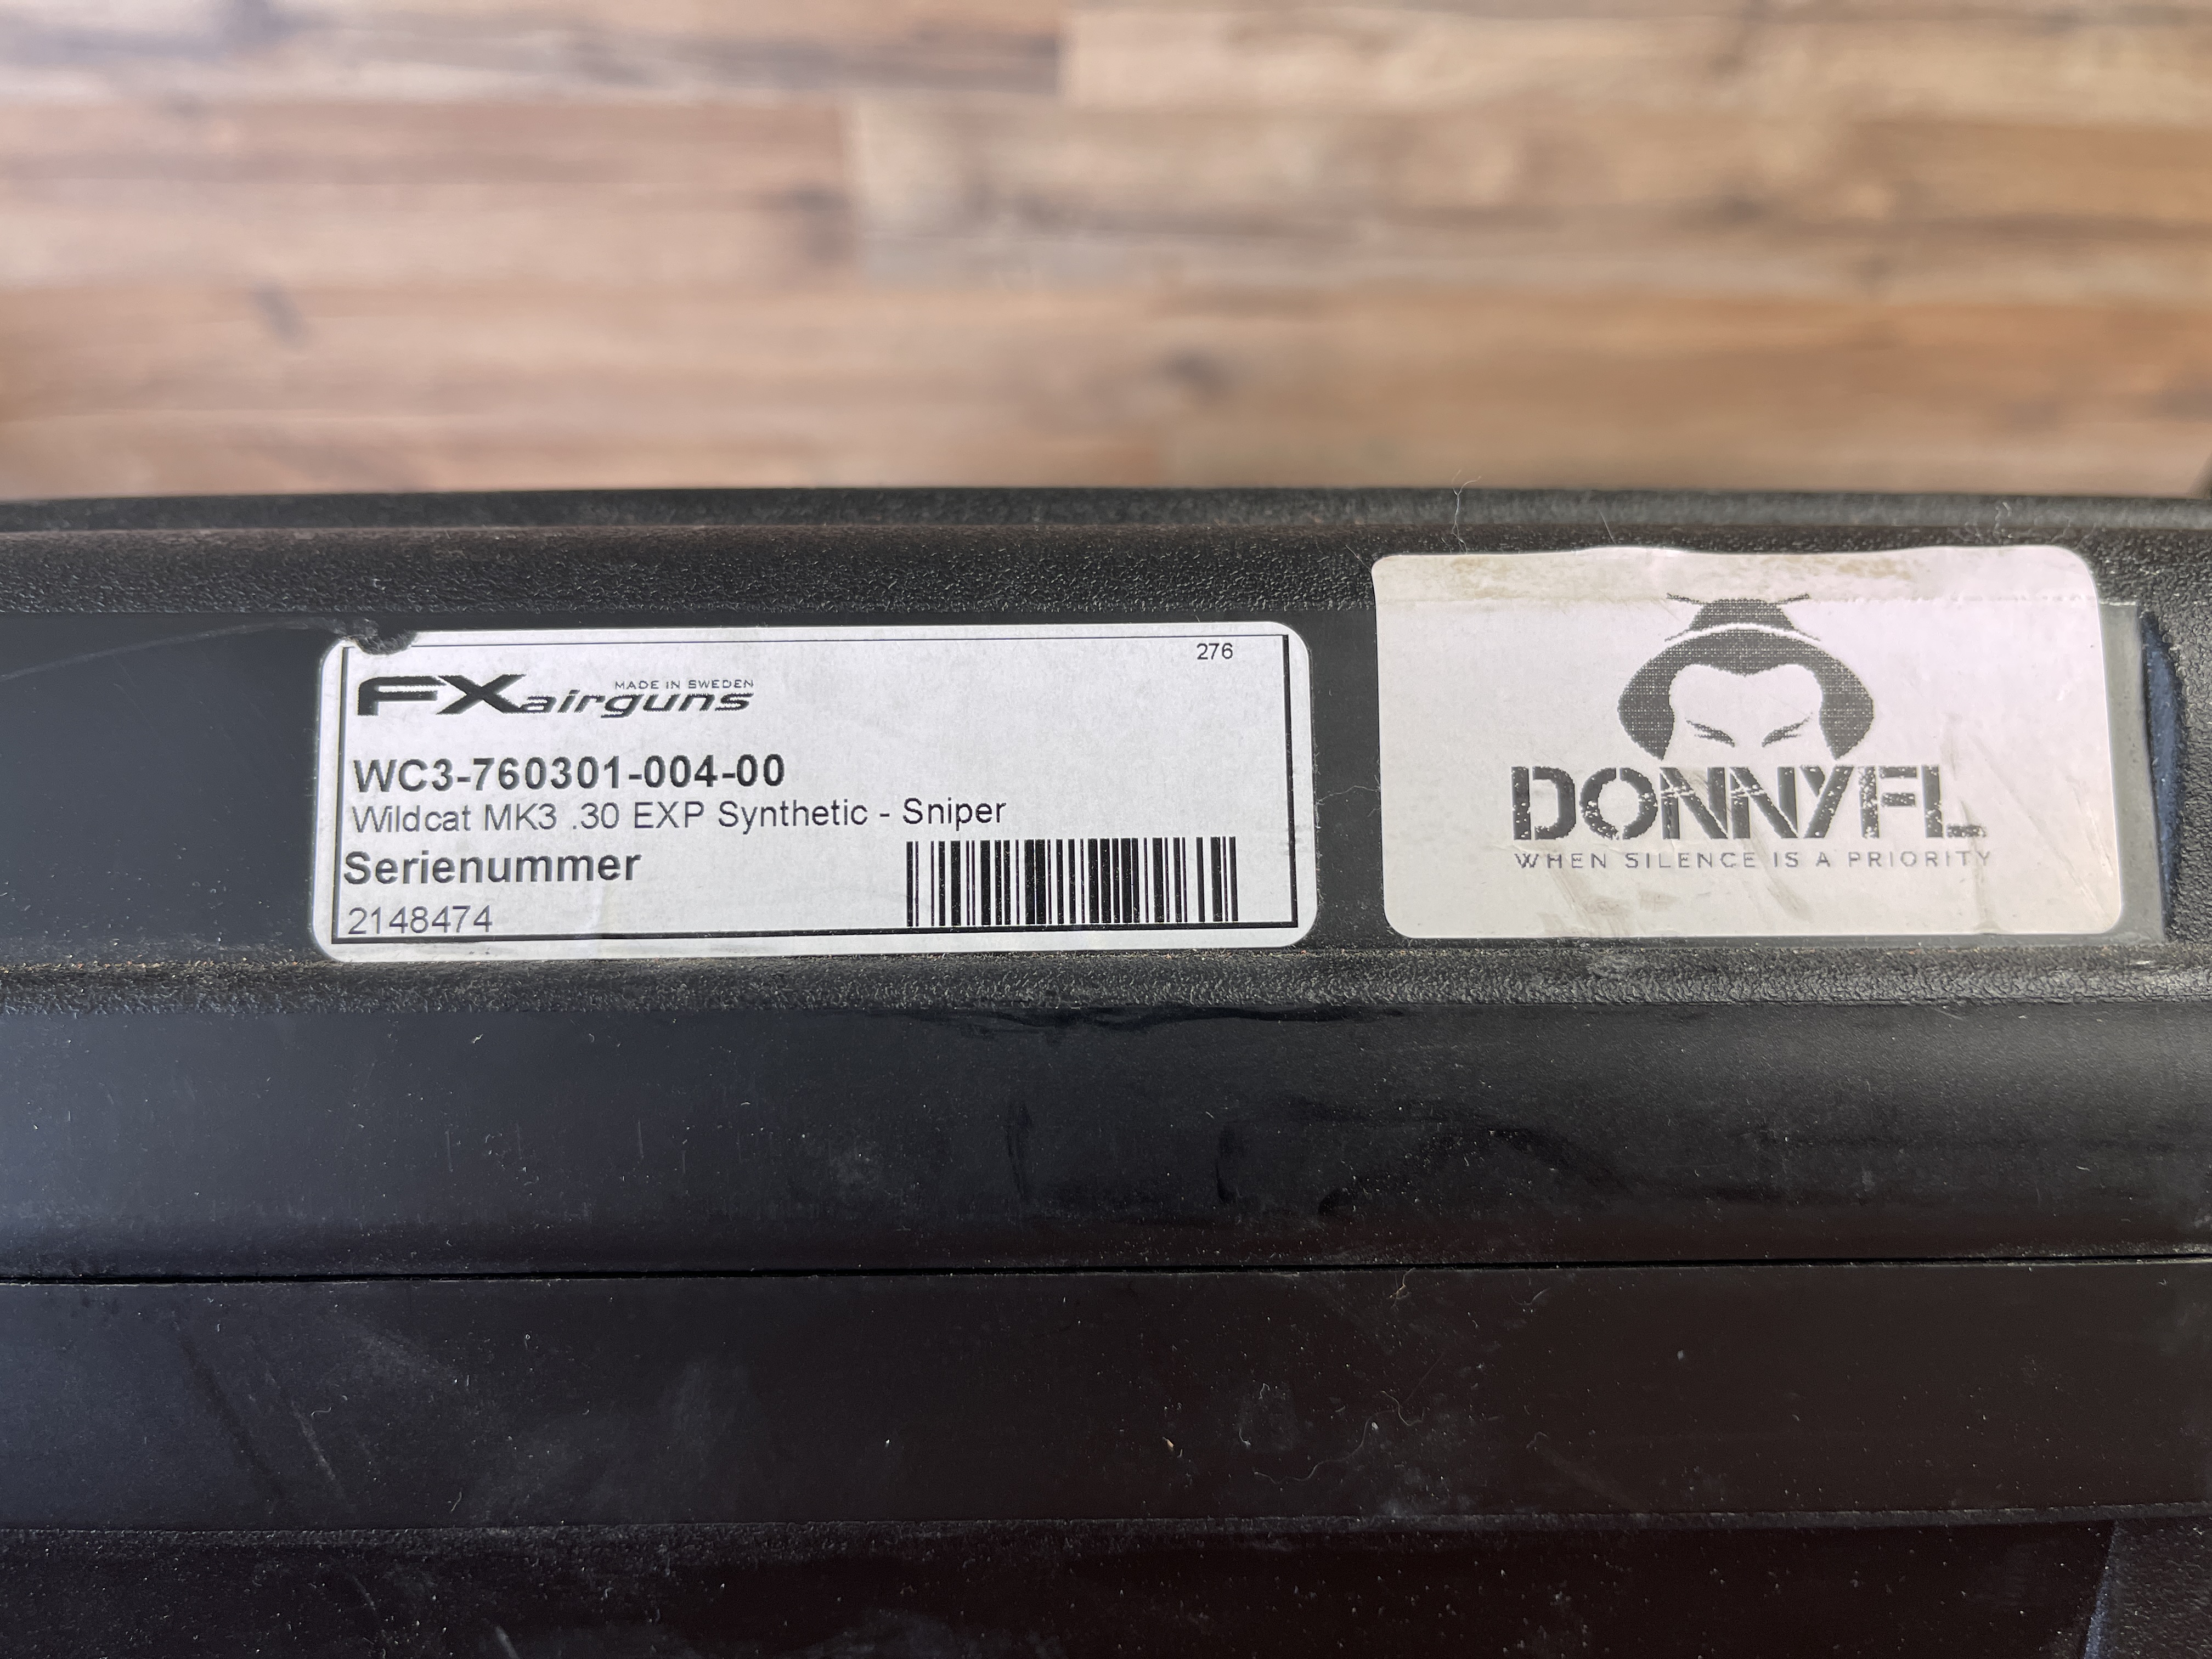 276
FXairguns MADE IN SWEDEN
WC3-760301-004-00
Wildcat MK3 .30 EXP Synthetic - Sniper
Serienummer
2148474
DONNYFL
WHEN SILENCE IS A PRIORITY